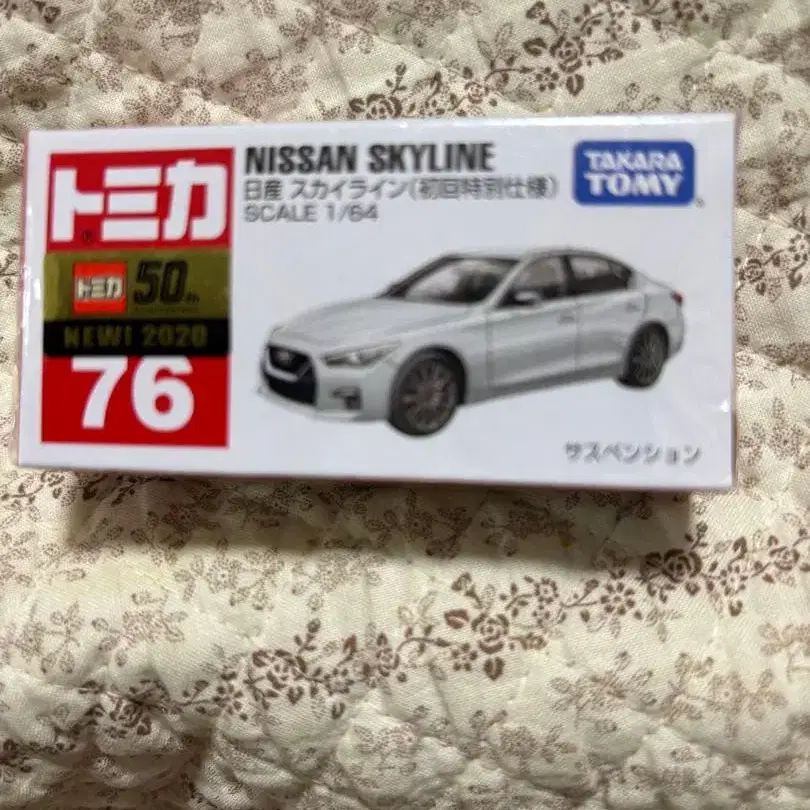 トミカ
トミカ 50th
NEW! 2020
76
NISSAN SKYLINE
日産 スカイライン(初回特別仕様)
SCALE 1/64
TAKARA
TOMY
サスペンション